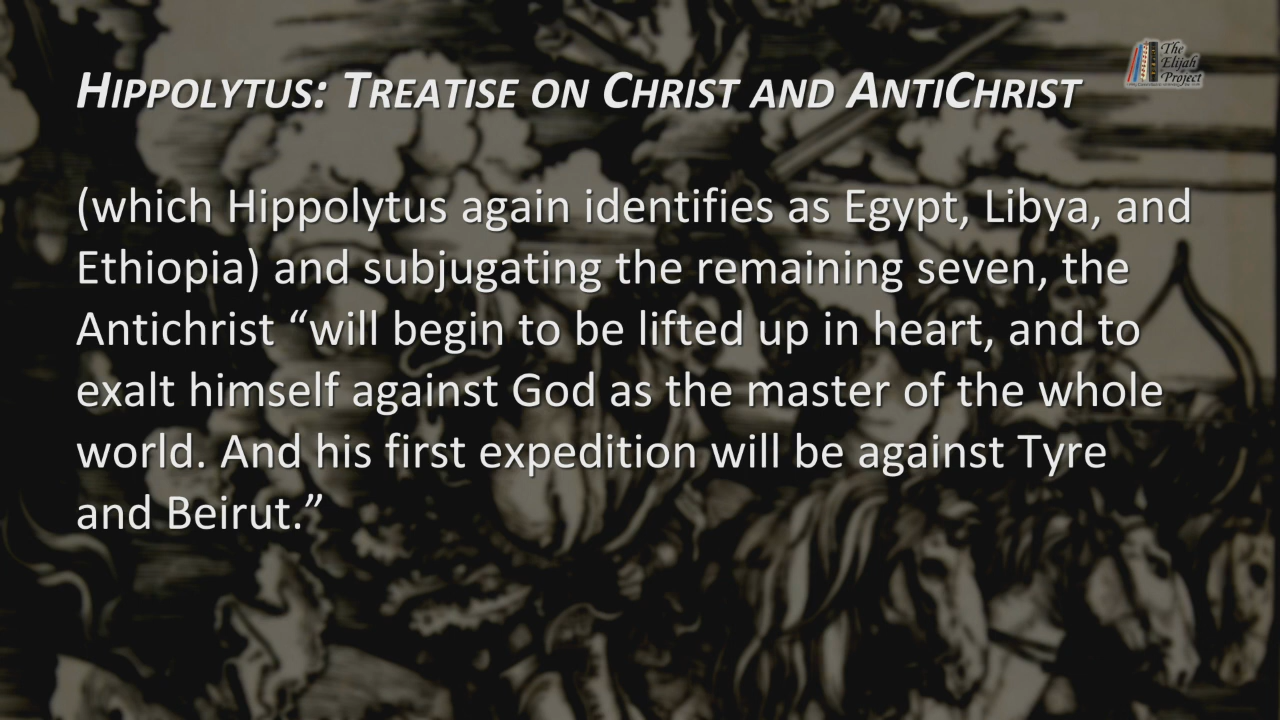 HIPPOLYTUS: TREATISE ON CHRIST AND ANTICHRIST
The
Elijah
Project
(which Hippolytus again identifies as Egypt, Libya, and
Ethiopia) and subjugating the remaining seven, the
Antichrist “will begin to be lifted up in heart, and to
exalt himself against God as the master of the whole
world. And his first expedition will be against Tyre
and Beirut.”